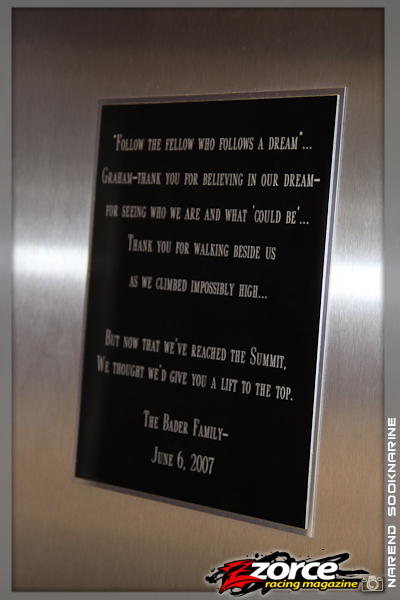 "Follow the fellow who follows a dream"...
Graham-thank you for believing in our dream-
for seeing who we are and what 'could be'...
Thank you for walking beside us
as we climbed impossibly high...
But now that we've reached the Summit,
We thought we'd give you a lift to the top.
The Bader Family-
June 6, 2007
NAREND SOOKNARINE
zorce
racing magazine